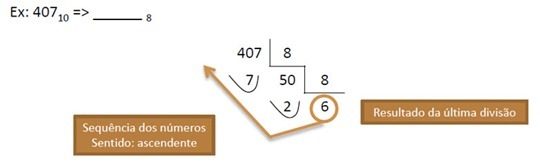 Ex: 407₁₀ => ________ ₈
407 8
7 50 8
2 6
Resultado da última divisão
Sequência dos números
Sentido: ascendente